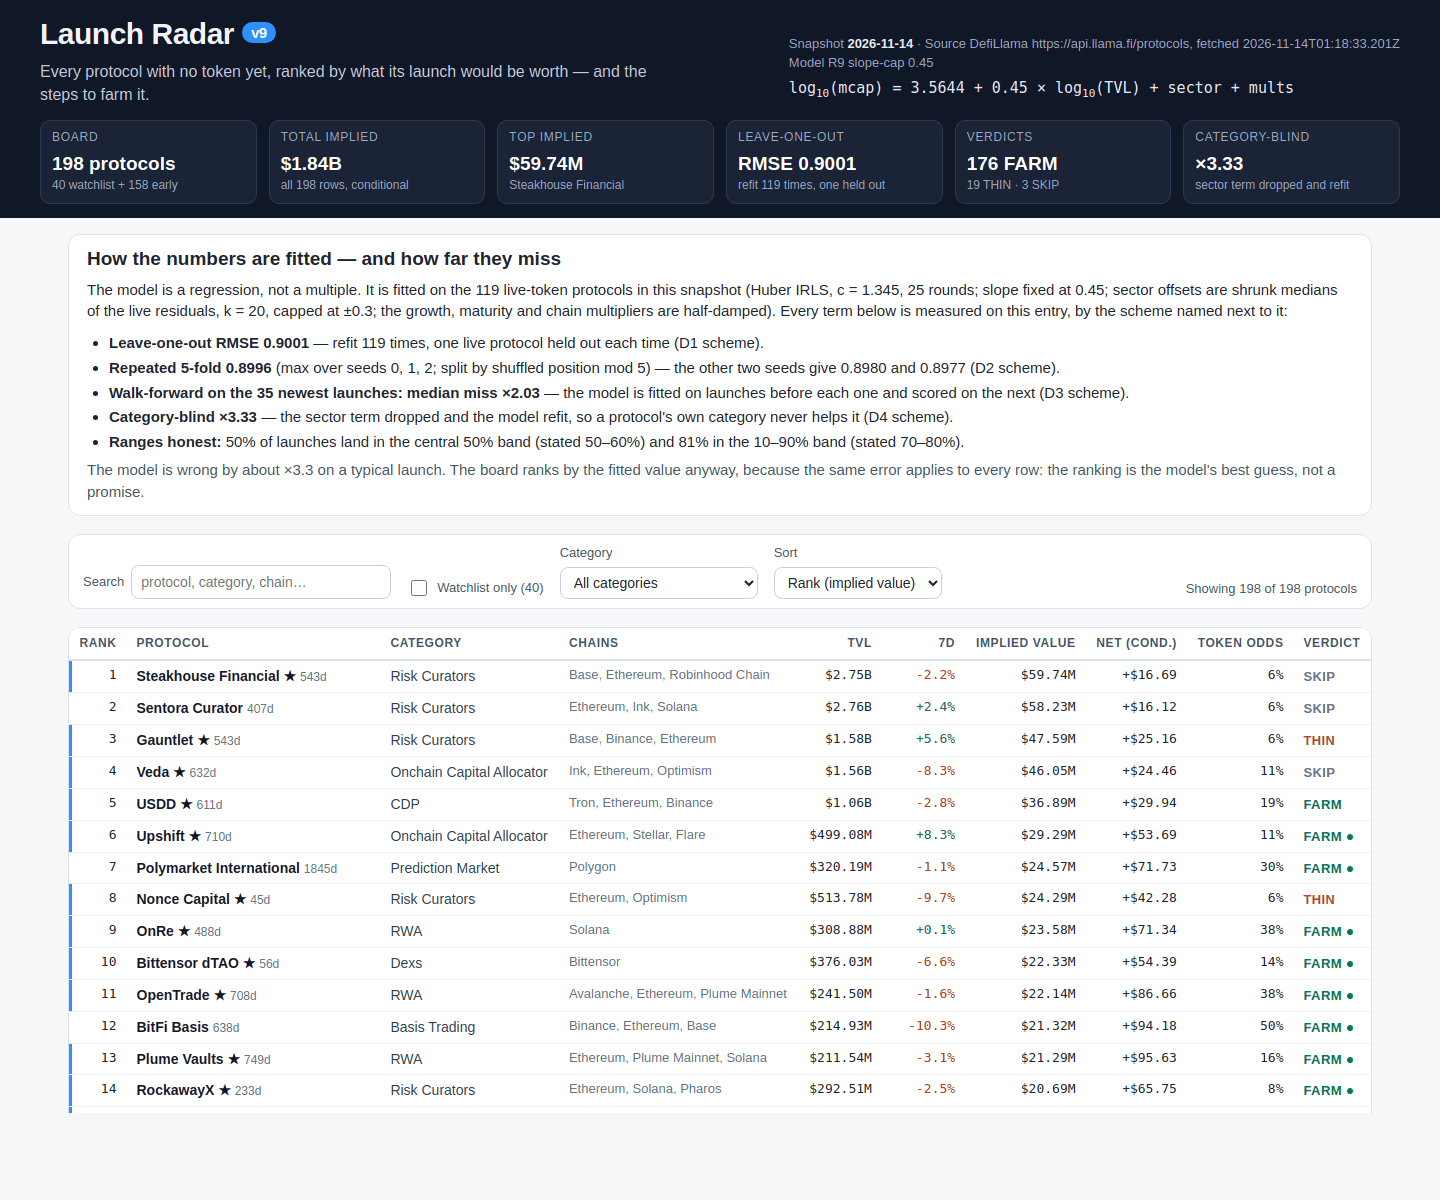 Launch Radar v9
Every protocol with no token yet, ranked by what its launch would be worth — and the
steps to farm it.
Snapshot 2026-11-14 · Source DefiLlama https://api.llama.fi/protocols, fetched 2026-11-14T01:18:33.201Z
Model R9 slope-cap 0.45
log10(mcap) = 3.5644 + 0.45 × log10(TVL) + sector + mults
BOARD
198 protocols
40 watchlist + 158 early
TOTAL IMPLIED
$1.84B
all 198 rows, conditional
TOP IMPLIED
$59.74M
Steakhouse Financial
LEAVE-ONE-OUT
RMSE 0.9001
refit 119 times, one held out
VERDICTS
176 FARM
19 THIN · 3 SKIP
CATEGORY-BLIND
×3.33
sector term dropped and refit
How the numbers are fitted — and how far they miss
The model is a regression, not a multiple. It is fitted on the 119 live-token protocols in this snapshot (Huber IRLS, c = 1.345, 25 rounds; slope fixed at 0.45; sector offsets are shrunk medians
of the live residuals, k = 20, capped at ±0.3; the growth, maturity and chain multipliers are half-damped). Every term below is measured on this entry, by the scheme named next to it:
• Leave-one-out RMSE 0.9001 — refit 119 times, one live protocol held out each time (D1 scheme).
• Repeated 5-fold 0.8996 (max over seeds 0, 1, 2; split by shuffled position mod 5) — the other two seeds give 0.8980 and 0.8977 (D2 scheme).
• Walk-forward on the 35 newest launches: median miss ×2.03 — the model is fitted on launches before each one and scored on the next (D3 scheme).
• Category-blind ×3.33 — the sector term dropped and the model refit, so a protocol's own category never helps it (D4 scheme).
• Ranges honest: 50% of launches land in the central 50% band (stated 50–60%) and 81% in the 10–90% band (stated 70–80%).
The model is wrong by about ×3.3 on a typical launch. The board ranks by the fitted value anyway, because the same error applies to every row: the ranking is the model's best guess, not a
promise.
Search protocol, category, chain…
Watchlist only (40)
Category
All categories
Sort
Rank (implied value)
Showing 198 of 198 protocols
RANK PROTOCOL CATEGORY CHAINS TVL 7D IMPLIED VALUE NET (COND.) TOKEN ODDS VERDICT
1 Steakhouse Financial ★ 543d Risk Curators Base, Ethereum, Robinhood Chain $2.75B -2.2% $59.74M +$16.69 6% SKIP
2 Sentora Curator 407d Risk Curators Ethereum, Ink, Solana $2.76B +2.4% $58.23M +$16.12 6% SKIP
3 Gauntlet ★ 543d Risk Curators Base, Binance, Ethereum $1.58B +5.6% $47.59M +$25.16 6% THIN
4 Veda ★ 632d Onchain Capital Allocator Ink, Ethereum, Optimism $1.56B -8.3% $46.05M +$24.46 11% SKIP
5 USDD ★ 611d CDP Tron, Ethereum, Binance $1.06B -2.8% $36.89M +$29.94 19% FARM
6 Upshift ★ 710d Onchain Capital Allocator Ethereum, Stellar, Flare $499.08M +8.3% $29.29M +$53.69 11% FARM ●
7 Polymarket International 1845d Prediction Market Polygon $320.19M -1.1% $24.57M +$71.73 30% FARM ●
8 Nonce Capital ★ 45d Risk Curators Ethereum, Optimism $513.78M -9.7% $24.29M +$42.28 6% THIN
9 OnRe ★ 488d RWA Solana $308.88M +0.1% $23.58M +$71.34 38% FARM ●
10 Bittensor dTAO ★ 56d Dexs Bittensor $376.03M -6.6% $22.33M +$54.39 14% FARM ●
11 OpenTrade ★ 708d RWA Avalanche, Ethereum, Plume Mainnet $241.50M -1.6% $22.14M +$86.66 38% FARM ●
12 BitFi Basis 638d Basis Trading Binance, Ethereum, Base $214.93M -10.3% $21.32M +$94.18 50% FARM ●
13 Plume Vaults ★ 749d RWA Ethereum, Plume Mainnet, Solana $211.54M -3.1% $21.29M +$95.63 16% FARM ●
14 RockawayX ★ 233d Risk Curators Ethereum, Solana, Pharos $292.51M -2.5% $20.69M +$65.75 8% FARM ●